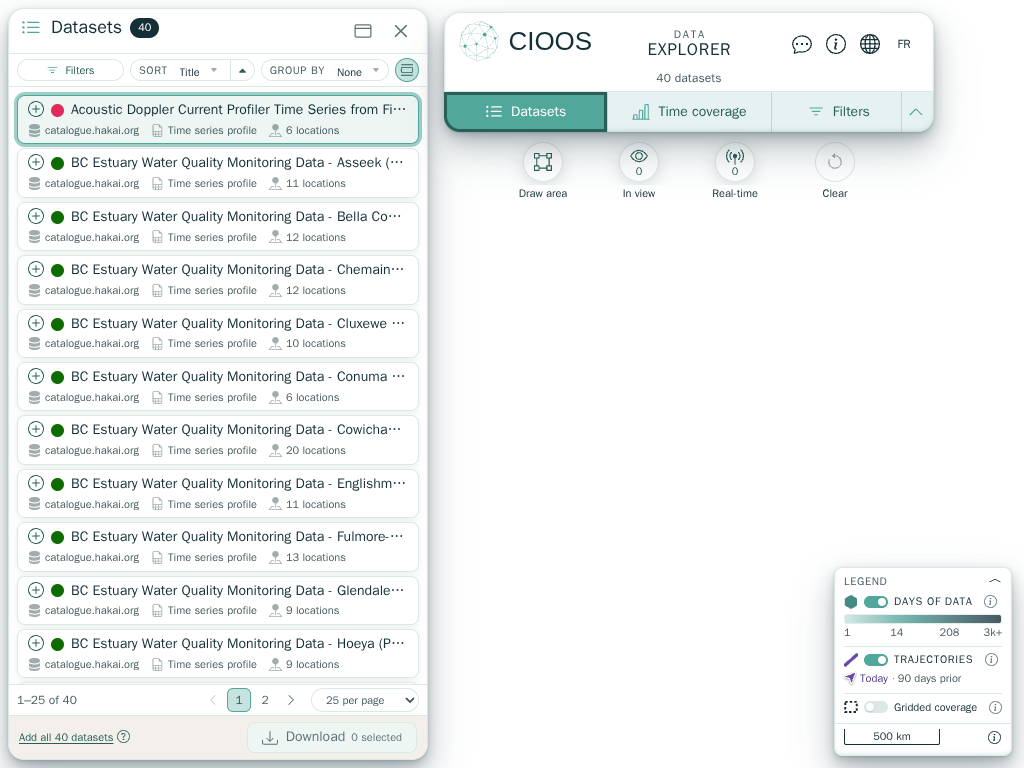 Datasets 40
Filters
SORT Title
GROUP BY None
Acoustic Doppler Current Profiler Time Series from Fi···
catalogue.hakai.org Time series profile 6 locations
BC Estuary Water Quality Monitoring Data - Asseek (···
catalogue.hakai.org Time series profile 11 locations
BC Estuary Water Quality Monitoring Data - Bella Co···
catalogue.hakai.org Time series profile 12 locations
BC Estuary Water Quality Monitoring Data - Chemain···
catalogue.hakai.org Time series profile 12 locations
BC Estuary Water Quality Monitoring Data - Cluxewe ···
catalogue.hakai.org Time series profile 10 locations
BC Estuary Water Quality Monitoring Data - Conuma ···
catalogue.hakai.org Time series profile 6 locations
BC Estuary Water Quality Monitoring Data - Cowicha···
catalogue.hakai.org Time series profile 20 locations
BC Estuary Water Quality Monitoring Data - Englishm···
catalogue.hakai.org Time series profile 11 locations
BC Estuary Water Quality Monitoring Data - Fulmore-···
catalogue.hakai.org Time series profile 13 locations
BC Estuary Water Quality Monitoring Data - Glendale···
catalogue.hakai.org Time series profile 9 locations
BC Estuary Water Quality Monitoring Data - Hoeya (P···
catalogue.hakai.org Time series profile 9 locations
1–25 of 40
1 2
25 per page
Add all 40 datasets ?
Download 0 selected
CIOOS
DATA
EXPLORER
FR
40 datasets
Datasets
Time coverage
Filters
0 0
Draw area In view Real-time Clear
LEGEND
DAYS OF DATA
1 14 208 3k+
TRAJECTORIES
Today · 90 days prior
Gridded coverage
500 km